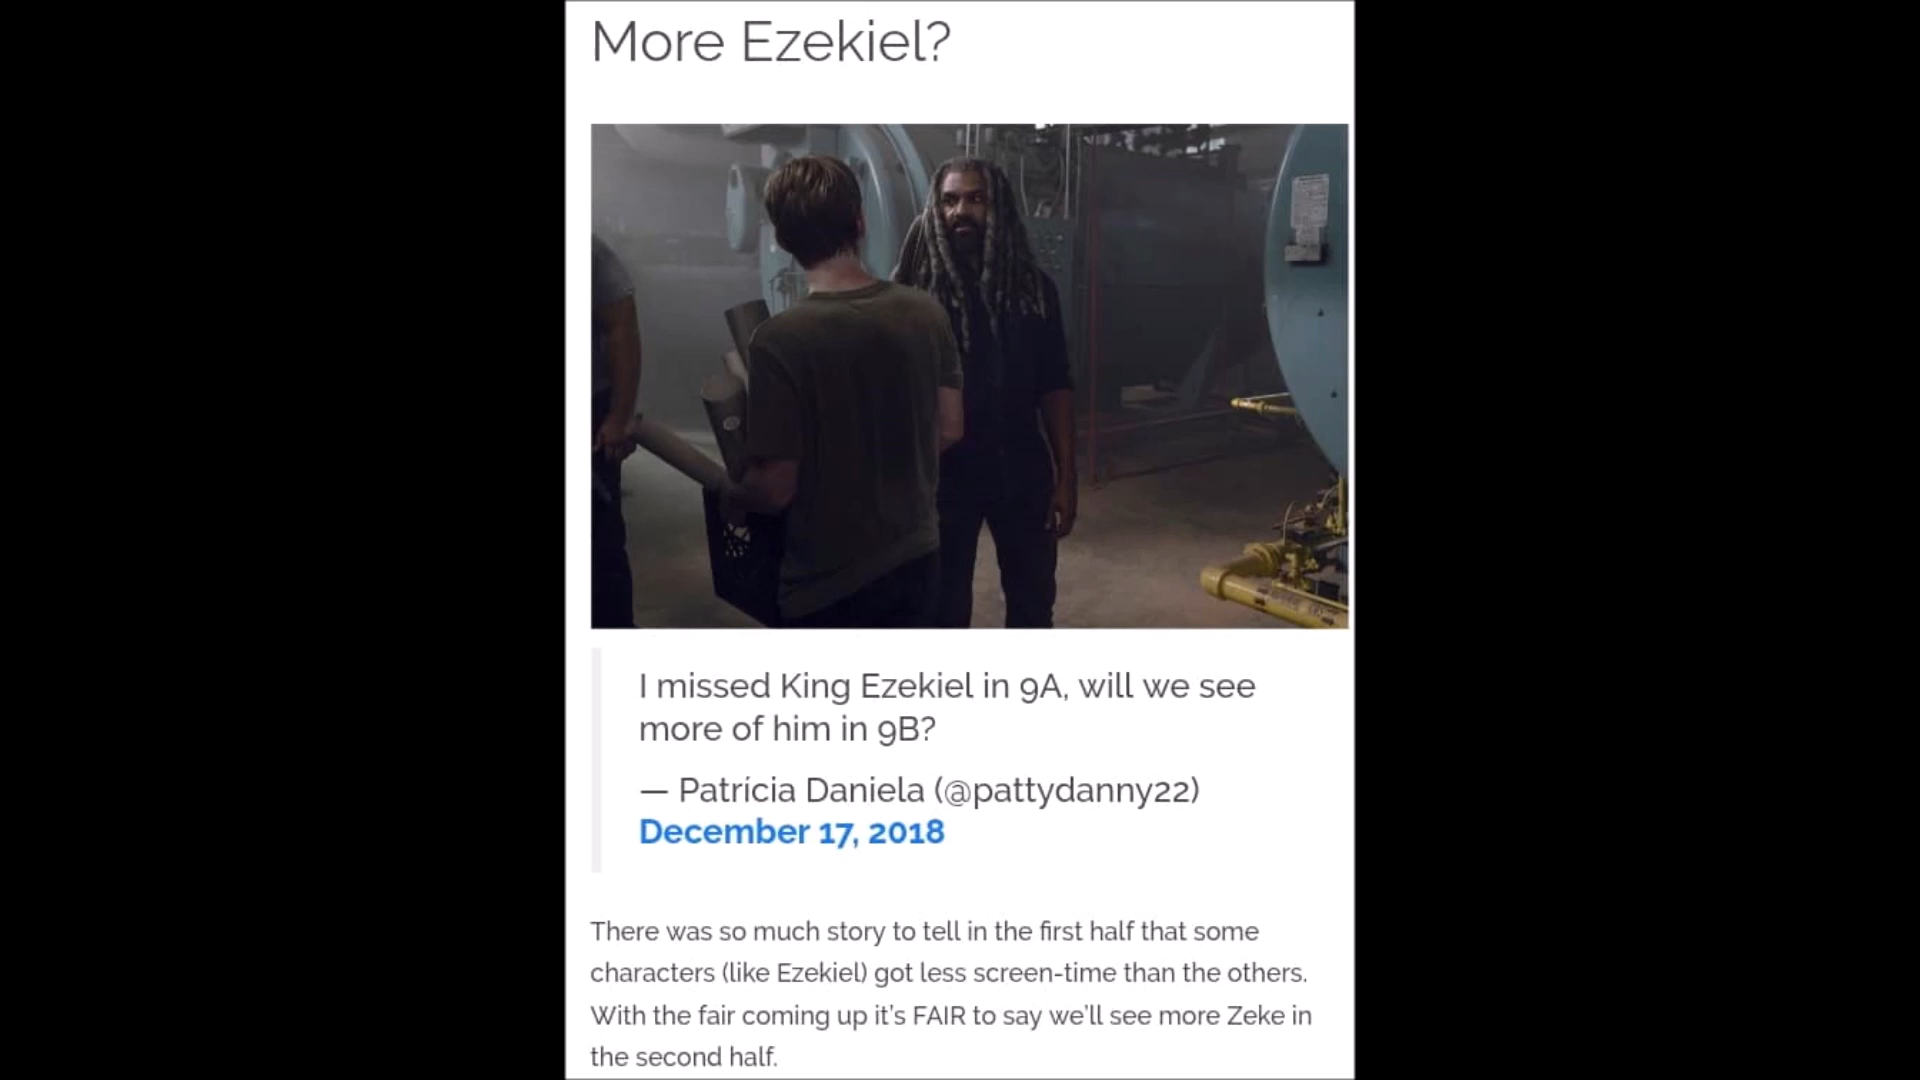 More Ezekiel?
I missed King Ezekiel in 9A, will we see
more of him in 9B?
— Patrícia Daniela (@pattydanny22)
December 17, 2018
There was so much story to tell in the first half that some
characters (like Ezekiel) got less screen-time than the others.
With the fair coming up it's FAIR to say we'll see more Zeke in
the second half.